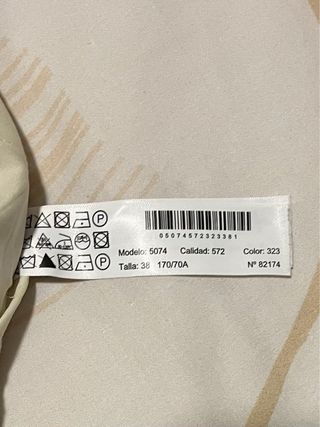 05074572323381
Modelo: 5074 Calidad: 572 Color: 323
Talla: 38 170/70A Nº 82174
P
P